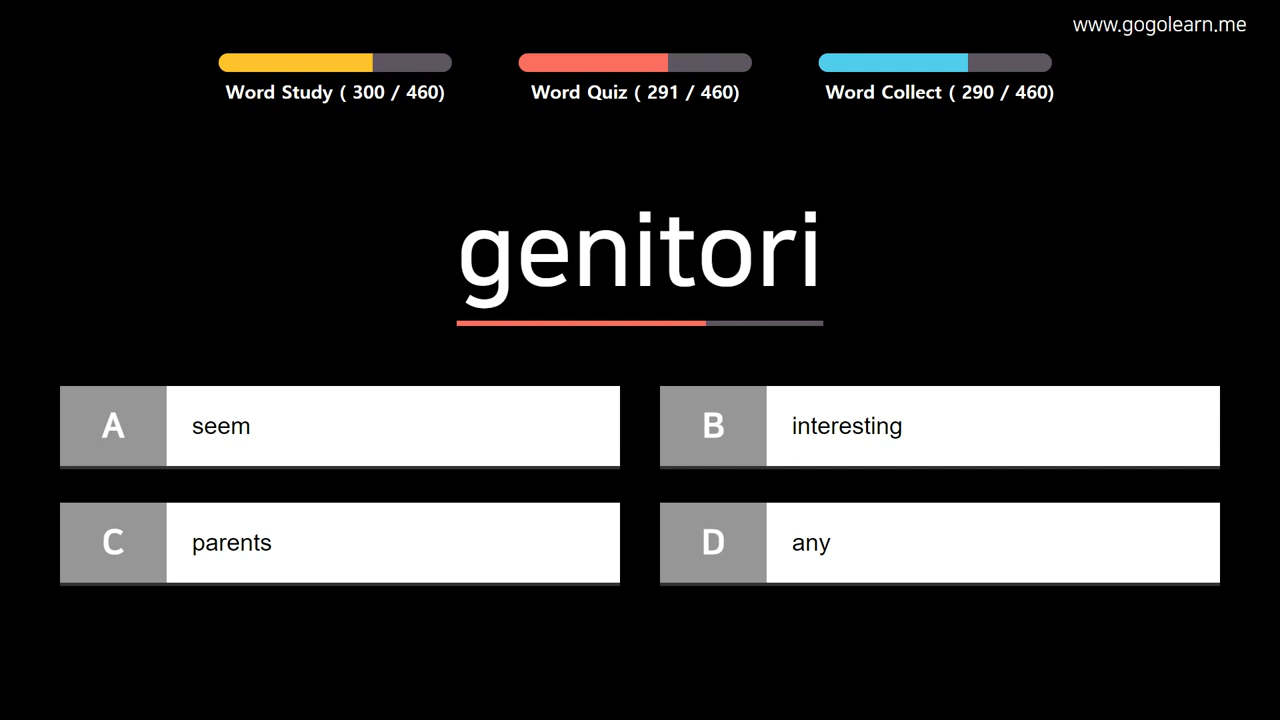 www.gogolearn.me
Word Study ( 300 / 460)
Word Quiz ( 291 / 460)
Word Collect ( 290 / 460)
genitori
A seem
B interesting
C parents
D any